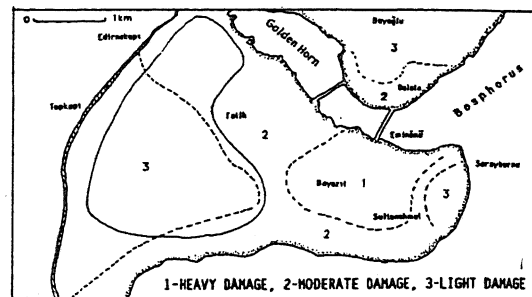 0 1km
Edirnekapı
Topkapı
Golden Horn
Beyoğlu
3
Galata
2
Bosphorus
Fatih
2
Eminönü
3
Beyazıt
1
Sarayburnu
3
Sultanahmet
2
1-HEAVY DAMAGE, 2-MODERATE DAMAGE, 3-LIGHT DAMAGE